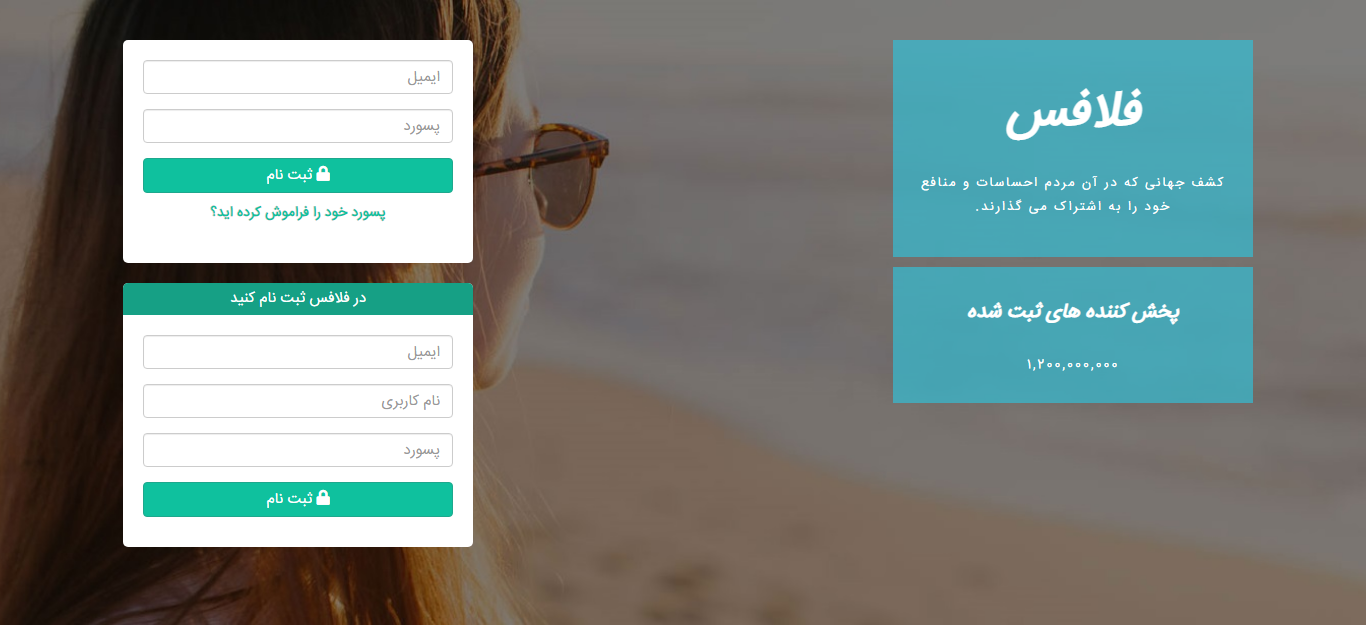 فلافس
کشف جهانی که در آن مردم احساسات و منافع
خود را به اشتراک می گذارند.
پخش کننده های ثبت شده
۱,۲۰۰,۰۰۰,۰۰۰
ایمیل
پسورد
ثبت نام
پسورد خود را فراموش کرده اید؟
در فلافس ثبت نام کنید
ایمیل
نام کاربری
پسورد
ثبت نام